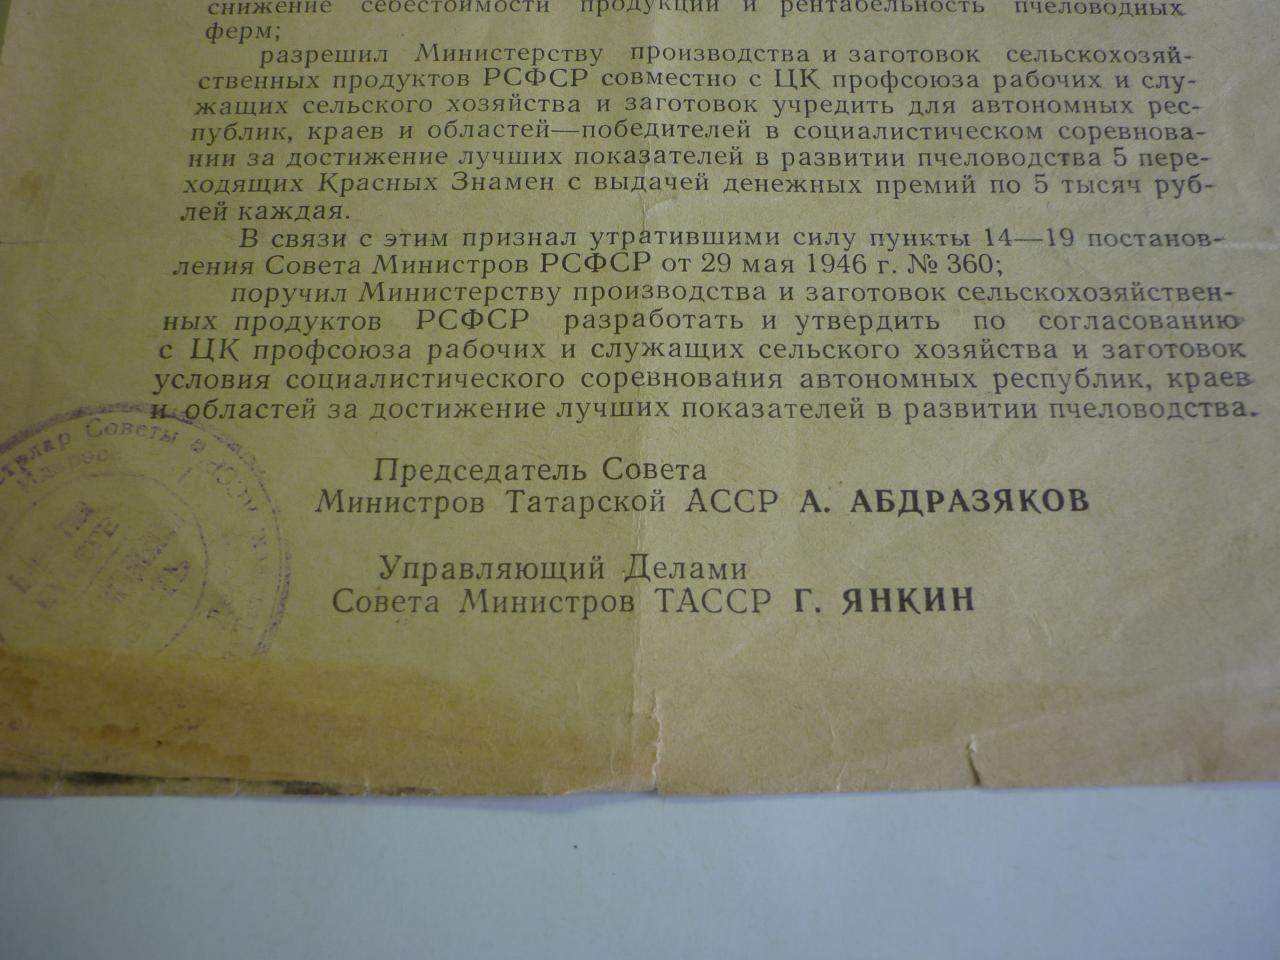 снижение себестоимости продукции и рентабельность пчеловодных
ферм;
разрешил Министерству производства и заготовок сельскохозяй-
ственных продуктов РСФСР совместно с ЦК профсоюза рабочих и слу-
жащих сельского хозяйства и заготовок учредить для автономных рес-
публик, краев и областей—победителей в социалистическом соревнова-
нии за достижение лучших показателей в развитии пчеловодства 5 пере-
ходящих Красных Знамен с выдачей денежных премий по 5 тысяч руб-
лей каждая.
В связи с этим признал утратившими силу пункты 14—19 постанов-
ления Совета Министров РСФСР от 29 мая 1946 г. № 360;
поручил Министерству производства и заготовок сельскохозяйствен-
ных продуктов РСФСР разработать и утвердить по согласованию
с ЦК профсоюза рабочих и служащих сельского хозяйства и заготовок
условия социалистического соревнования автономных республик, краев
и областей за достижение лучших показателей в развитии пчеловодства.
Советы
Председатель Совета
Министров Татарской АССР А. АБДРАЗЯКОВ
Управляющий Делами
Совета Министров ТАССР Г. ЯНКИН